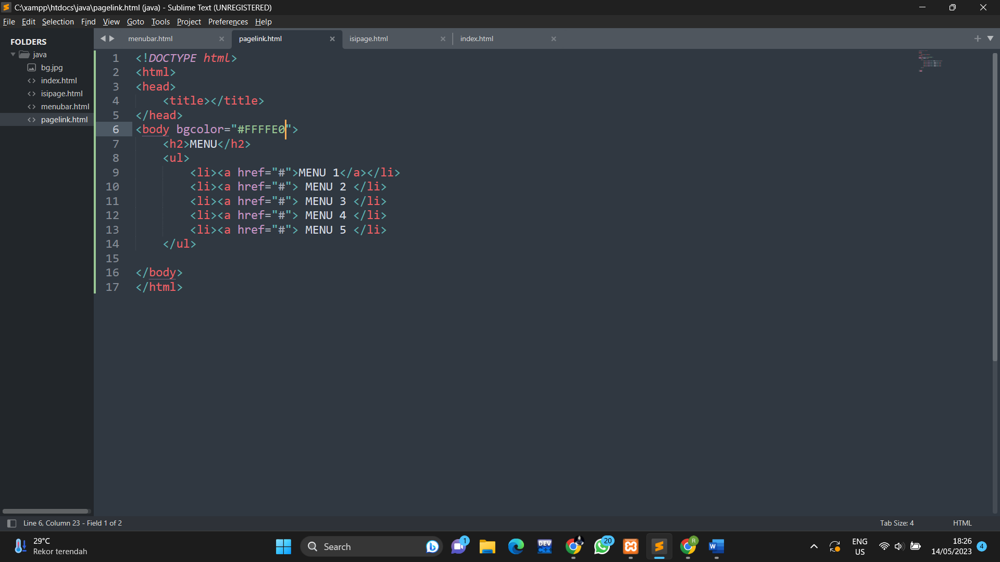 C:\xampp\htdocs\java\pagelink.html (java) - Sublime Text (UNREGISTERED)
File Edit Selection Find View Goto Tools Project Preferences Help
FOLDERS
java
bg.jpg
index.html
isipage.html
menubar.html
pagelink.html
menubar.html pagelink.html isipage.html index.html
1 <!DOCTYPE html>
2 <html>
3 <head>
4     <title></title>
5 </head>
6 <body bgcolor="#FFFFE0">
7     <h2>MENU</h2>
8     <ul>
9         <li><a href="#">MENU 1</a></li>
10         <li><a href="#"> MENU 2 </li>
11         <li><a href="#"> MENU 3 </li>
12         <li><a href="#"> MENU 4 </li>
13         <li><a href="#"> MENU 5 </li>
14     </ul>
15
16 </body>
17 </html>
Line 6, Column 23 - Field 1 of 2
Tab Size: 4 HTML
29°C
Rekor terendah
Search
1
DEV
C++
20
R
W
ENG
US
18:26
14/05/2023
4